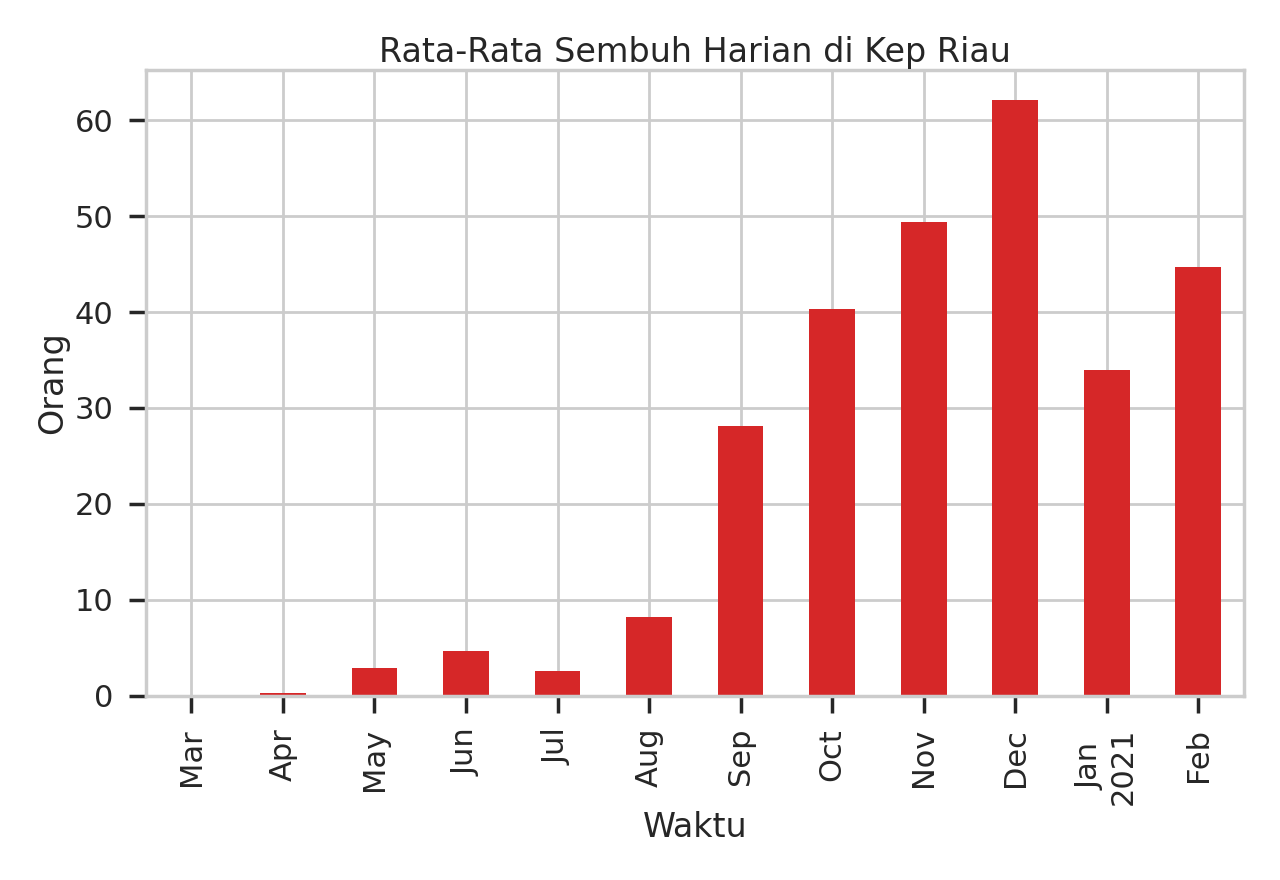 Rata-Rata Sembuh Harian di Kep Riau
Orang
60
50
40
30
20
10
0
Mar
Apr
May
Jun
Jul
Aug
Sep
Oct
Nov
Dec
Jan
2021
Feb
Waktu